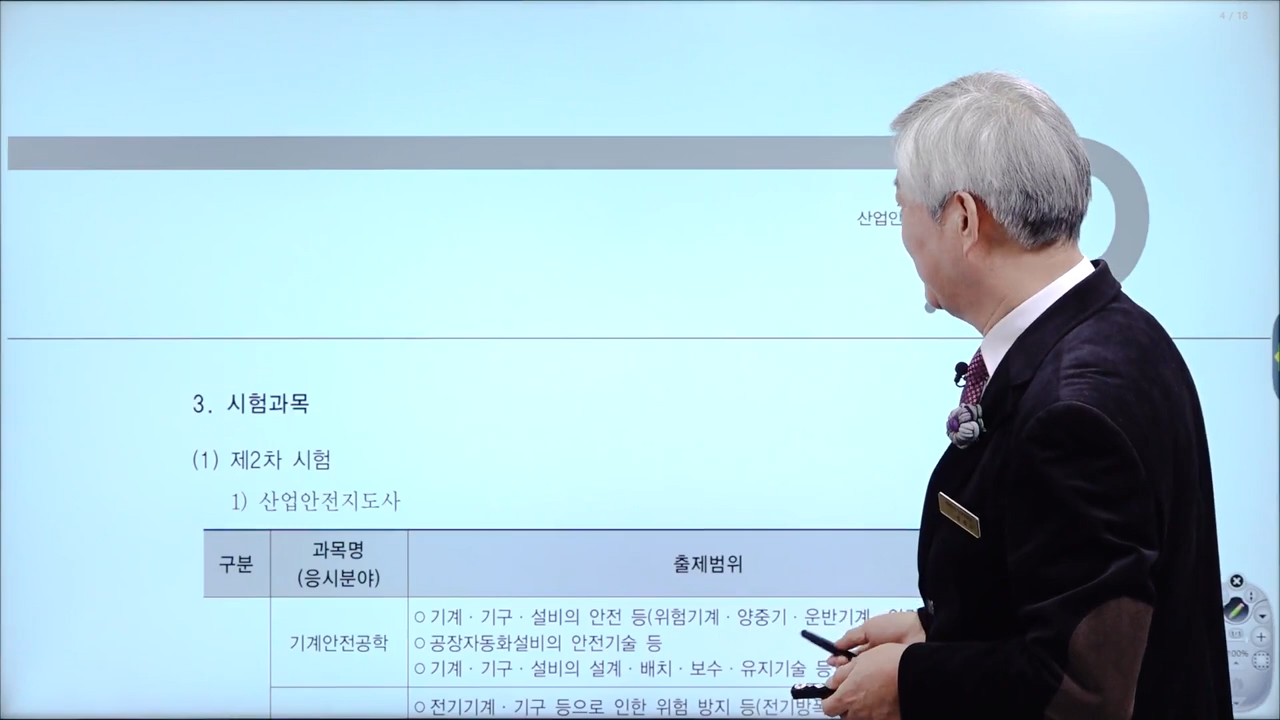 4 / 16
3. 시험과목
(1) 제2차 시험
1) 산업안전지도사
구분
과목명
(응시분야)
출제범위
기계안전공학
○ 기계 · 기구 · 설비의 안전 등(위험기계 · 양중기 · 운반기계 ·
○ 공장자동화설비의 안전기술 등
○ 기계 · 기구 · 설비의 설계 · 배치 · 보수 · 유지기술 등
○ 전기기계 · 기구 등으로 인한 위험 방지 등(전기방폭
100%